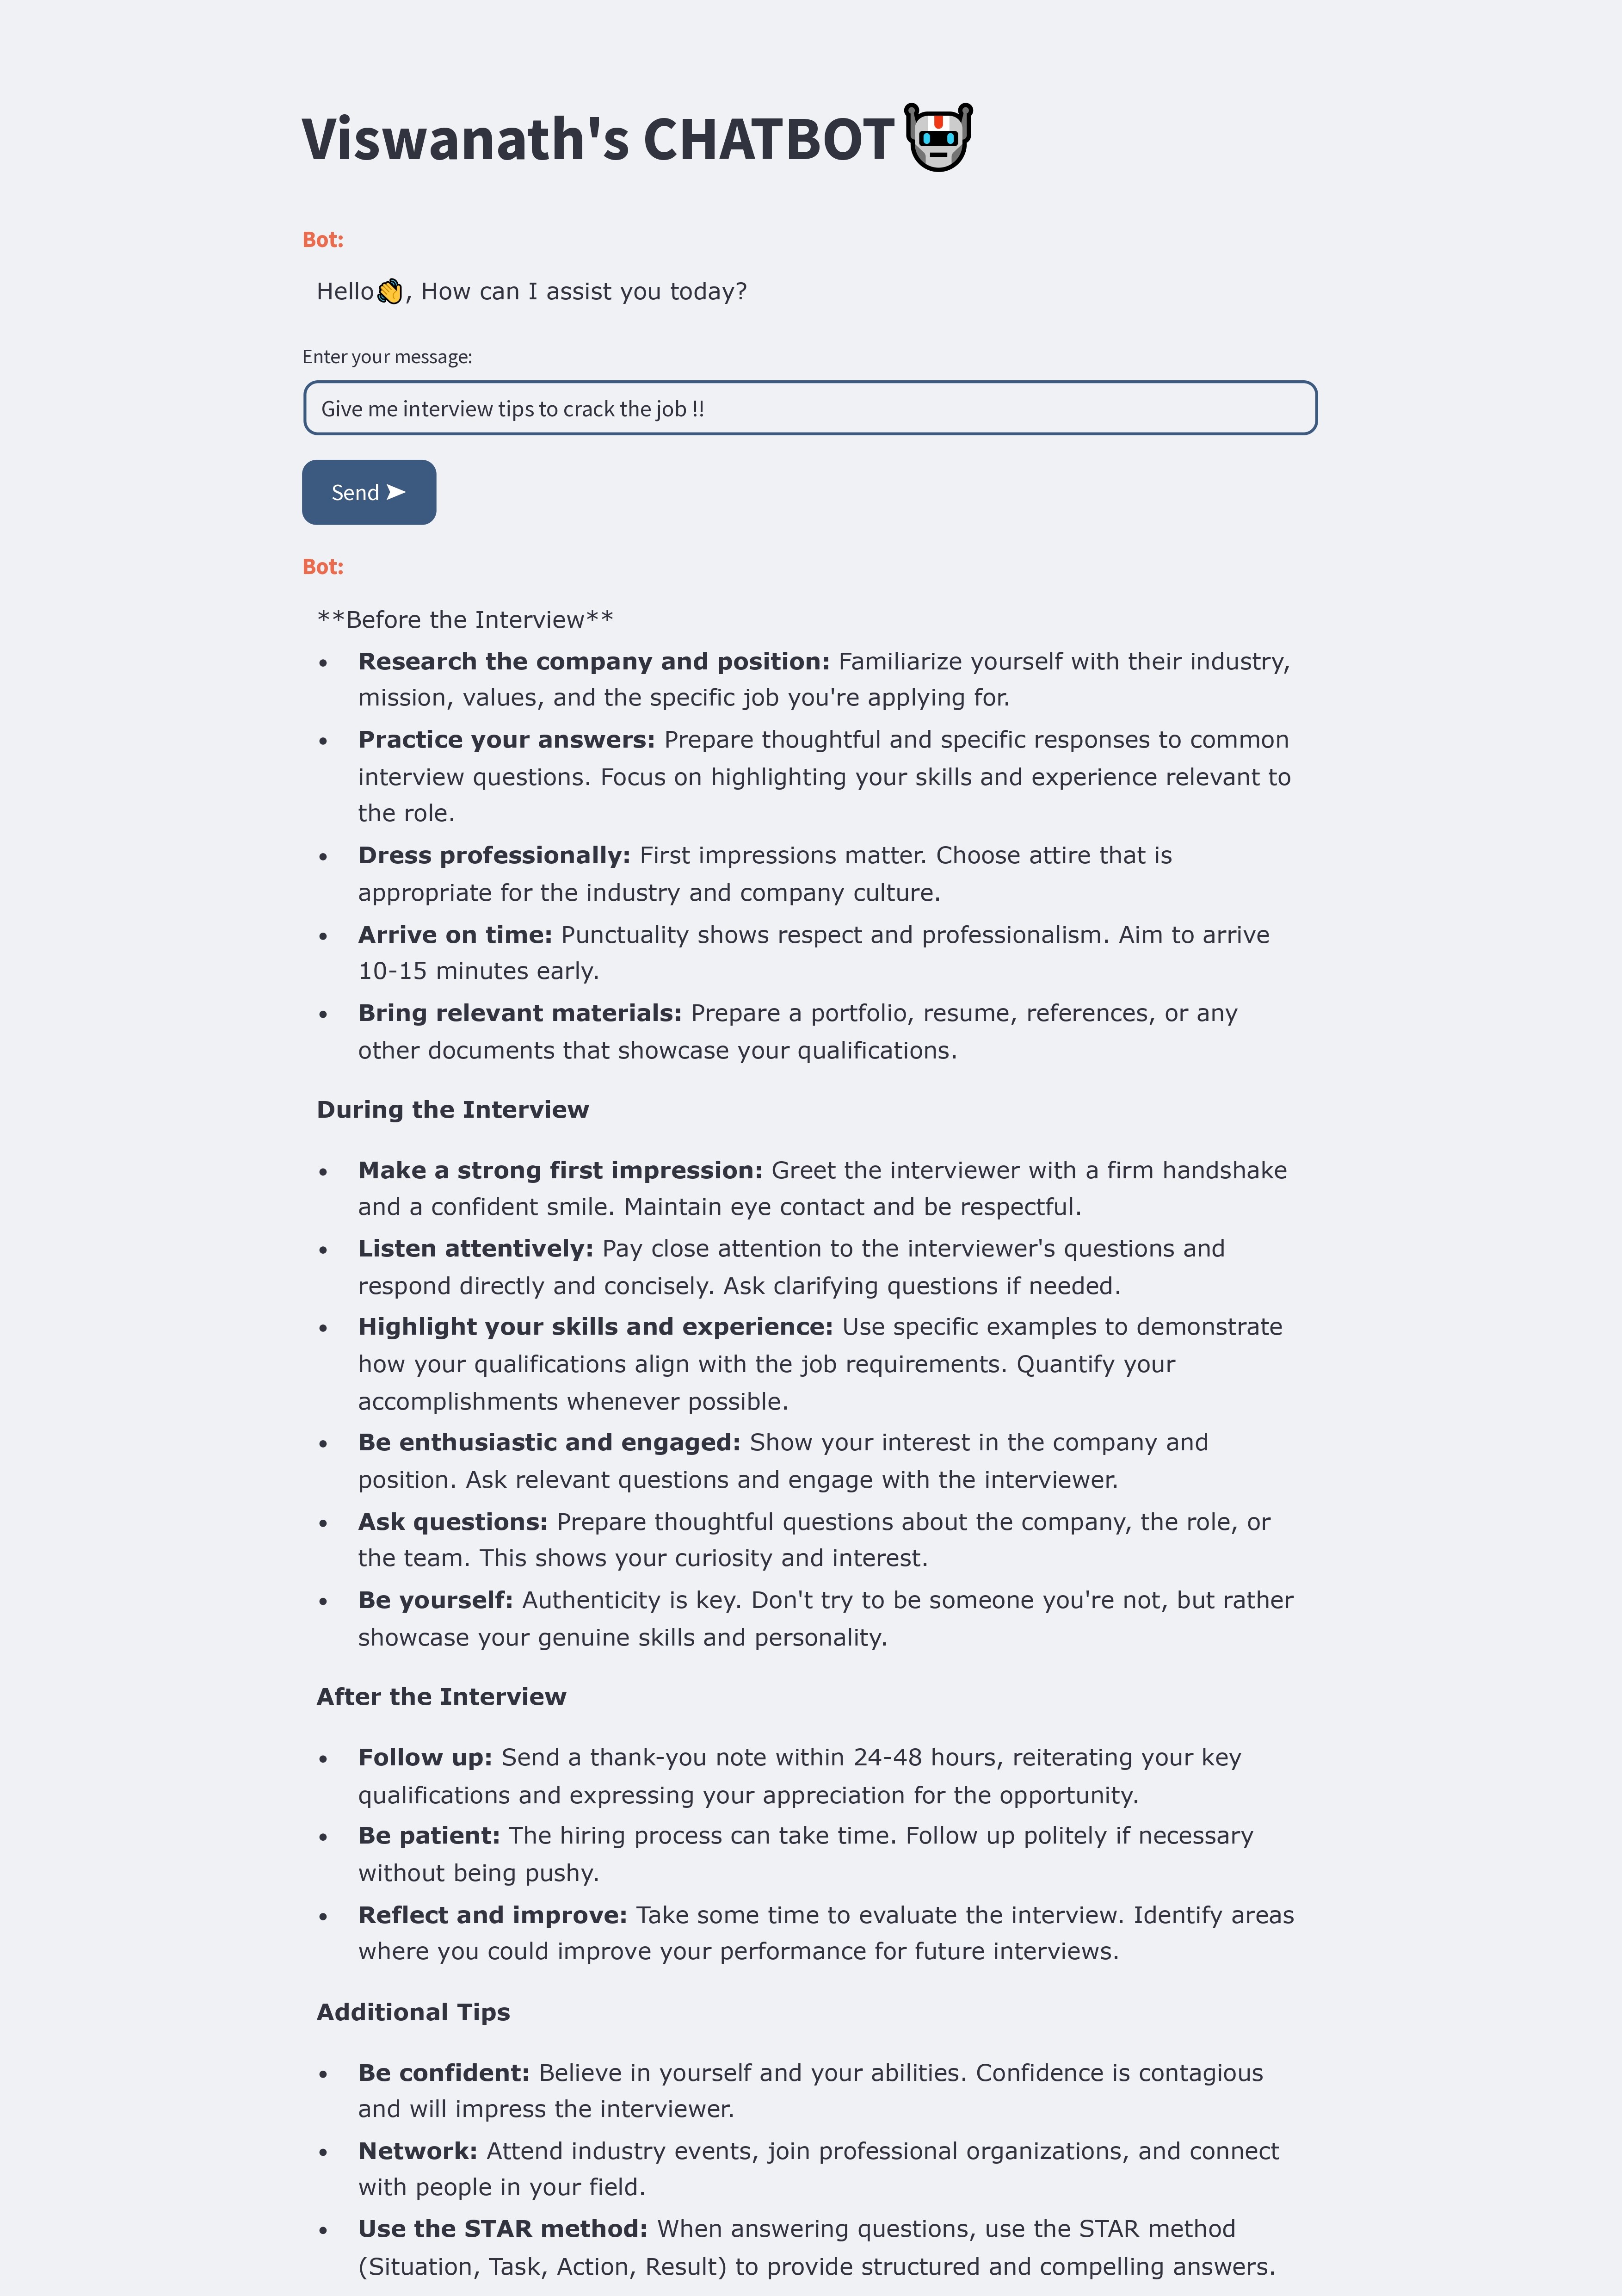 Viswanath's CHATBOT
Bot:
Hello👋, How can I assist you today?
Enter your message:
Give me interview tips to crack the job !!
Send ➤
Bot:
**Before the Interview**
• Research the company and position: Familiarize yourself with their industry,
mission, values, and the specific job you're applying for.
• Practice your answers: Prepare thoughtful and specific responses to common
interview questions. Focus on highlighting your skills and experience relevant to
the role.
• Dress professionally: First impressions matter. Choose attire that is
appropriate for the industry and company culture.
• Arrive on time: Punctuality shows respect and professionalism. Aim to arrive
10-15 minutes early.
• Bring relevant materials: Prepare a portfolio, resume, references, or any
other documents that showcase your qualifications.
During the Interview
• Make a strong first impression: Greet the interviewer with a firm handshake
and a confident smile. Maintain eye contact and be respectful.
• Listen attentively: Pay close attention to the interviewer's questions and
respond directly and concisely. Ask clarifying questions if needed.
• Highlight your skills and experience: Use specific examples to demonstrate
how your qualifications align with the job requirements. Quantify your
accomplishments whenever possible.
• Be enthusiastic and engaged: Show your interest in the company and
position. Ask relevant questions and engage with the interviewer.
• Ask questions: Prepare thoughtful questions about the company, the role, or
the team. This shows your curiosity and interest.
• Be yourself: Authenticity is key. Don't try to be someone you're not, but rather
showcase your genuine skills and personality.
After the Interview
• Follow up: Send a thank-you note within 24-48 hours, reiterating your key
qualifications and expressing your appreciation for the opportunity.
• Be patient: The hiring process can take time. Follow up politely if necessary
without being pushy.
• Reflect and improve: Take some time to evaluate the interview. Identify areas
where you could improve your performance for future interviews.
Additional Tips
• Be confident: Believe in yourself and your abilities. Confidence is contagious
and will impress the interviewer.
• Network: Attend industry events, join professional organizations, and connect
with people in your field.
• Use the STAR method: When answering questions, use the STAR method
(Situation, Task, Action, Result) to provide structured and compelling answers.